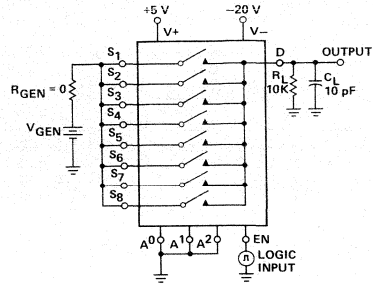 +5 V
−20 V
V+
V−
D
OUTPUT
S1
S2
S3
S4
S5
S6
S7
S8
RGEN = 0
VGEN
RL
10K
CL
10 pF
A0
A1
A2
EN
LOGIC
INPUT